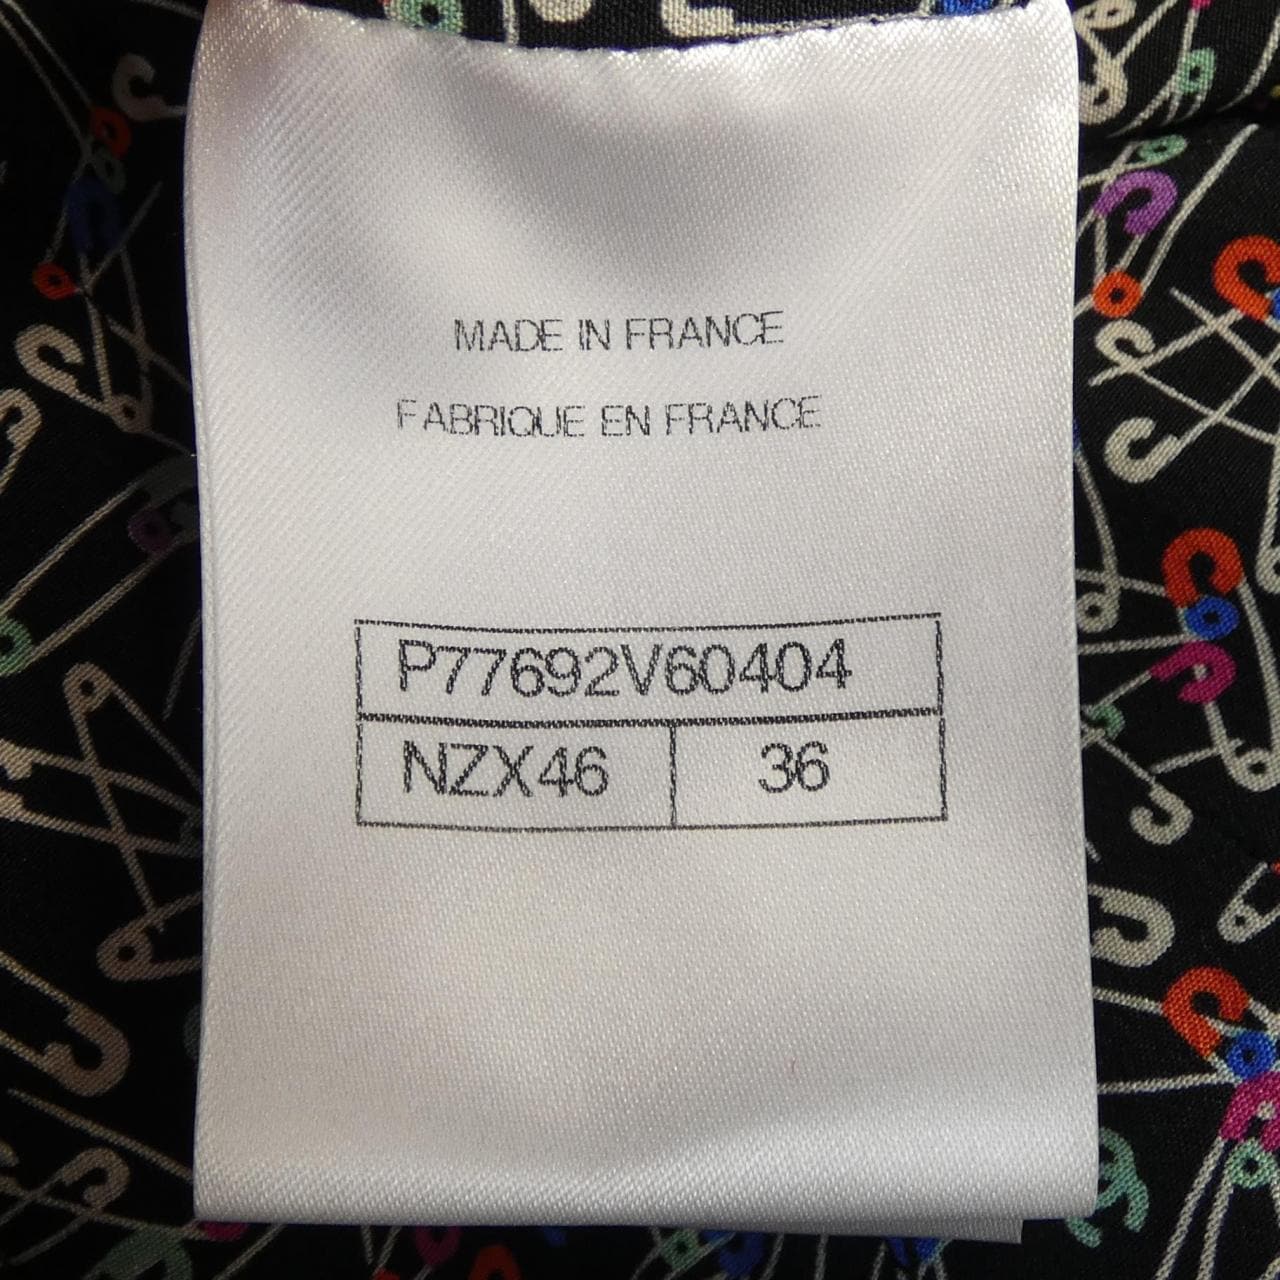 MADE IN FRANCE
FABRIQUE EN FRANCE
P77692V60404
NZX46 36